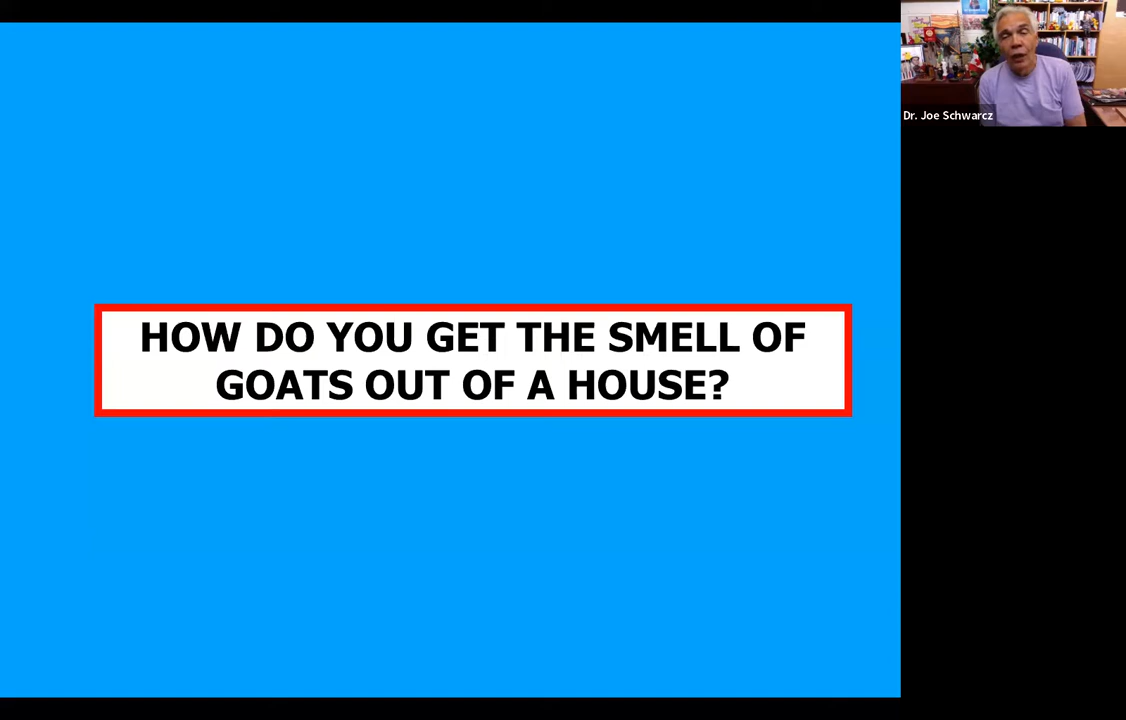 Dr. Joe Schwarcz
HOW DO YOU GET THE SMELL OF
GOATS OUT OF A HOUSE?